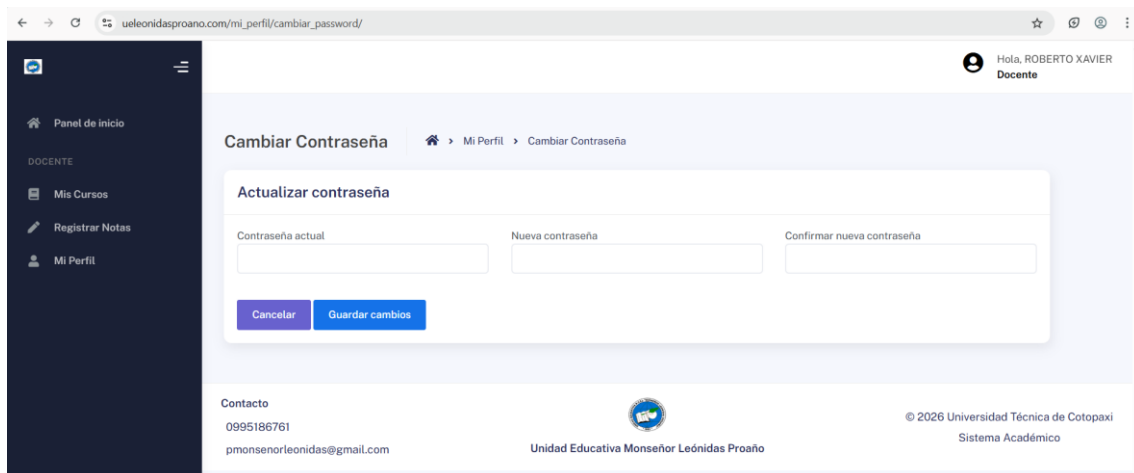 ueleonidasproano.com/mi_perfil/cambiar_password/
Hola, ROBERTO XAVIER
Docente
Panel de inicio
DOCENTE
Mis Cursos
Registrar Notas
Mi Perfil
Cambiar Contraseña
> Mi Perfil > Cambiar Contraseña
Actualizar contraseña
Contraseña actual
Nueva contraseña
Confirmar nueva contraseña
Cancelar
Guardar cambios
Contacto
0995186761
pmonsenorleonidas@gmail.com
Unidad Educativa Monseñor Leónidas Proaño
© 2026 Universidad Técnica de Cotopaxi
Sistema Académico